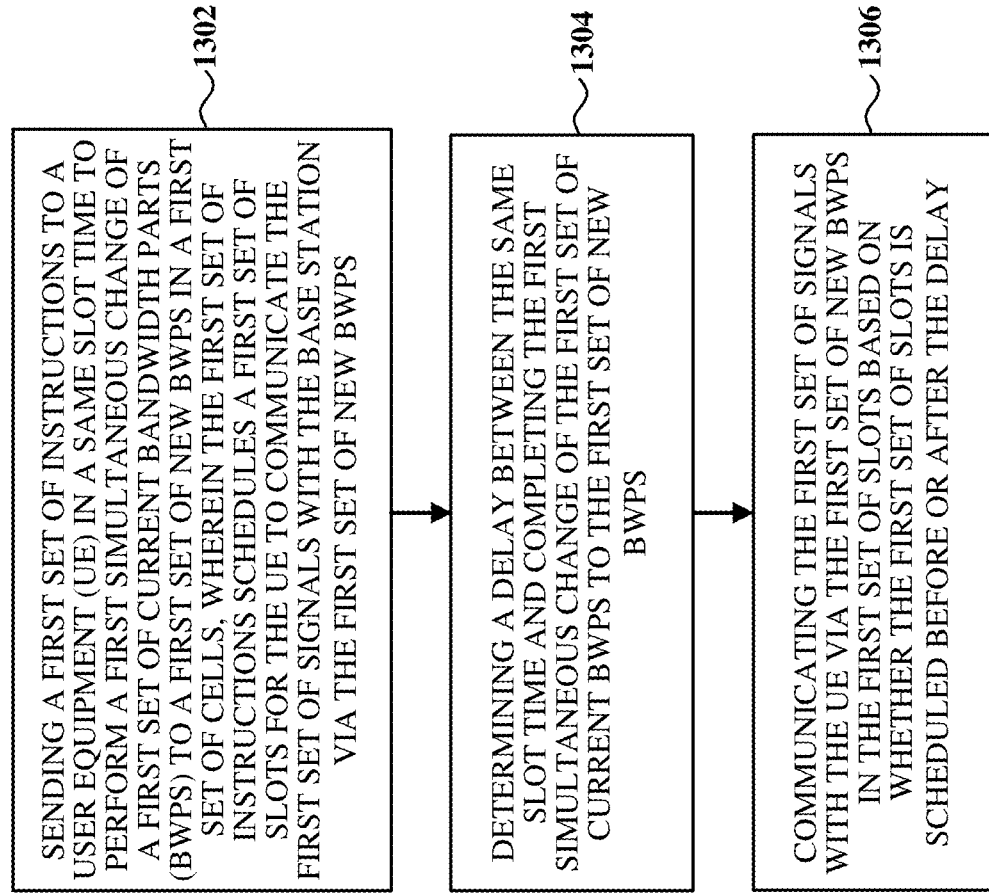 SENDING A FIRST SET OF INSTRUCTIONS TO A
USER EQUIPMENT (UE) IN A SAME SLOT TIME TO
PERFORM A FIRST SIMULTANEOUS CHANGE OF
A FIRST SET OF CURRENT BANDWIDTH PARTS
(BWPS) TO A FIRST SET OF NEW BWPS IN A FIRST
SET OF CELLS, WHEREIN THE FIRST SET OF
INSTRUCTIONS SCHEDULES A FIRST SET OF
SLOTS FOR THE UE TO COMMUNICATE THE
FIRST SET OF SIGNALS WITH THE BASE STATION
VIA THE FIRST SET OF NEW BWPS
1302
DETERMINING A DELAY BETWEEN THE SAME
SLOT TIME AND COMPLETING THE FIRST
SIMULTANEOUS CHANGE OF THE FIRST SET OF
CURRENT BWPS TO THE FIRST SET OF NEW
BWPS
1304
COMMUNICATING THE FIRST SET OF SIGNALS
WITH THE UE VIA THE FIRST SET OF NEW BWPS
IN THE FIRST SET OF SLOTS BASED ON
WHETHER THE FIRST SET OF SLOTS IS
SCHEDULED BEFORE OR AFTER THE DELAY
1306